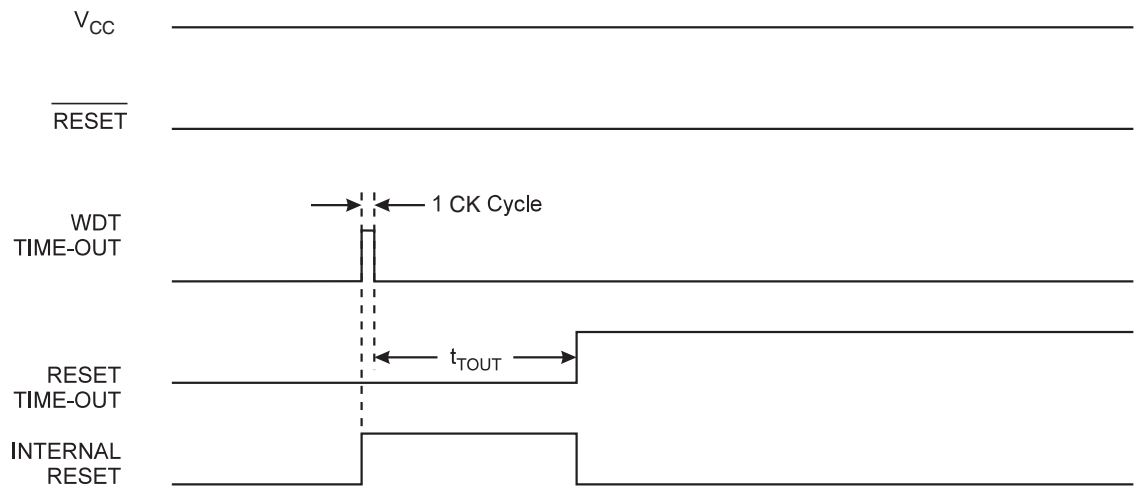 VCC
RESET
1 CK Cycle
WDT
TIME-OUT
tTOUT
RESET
TIME-OUT
INTERNAL
RESET